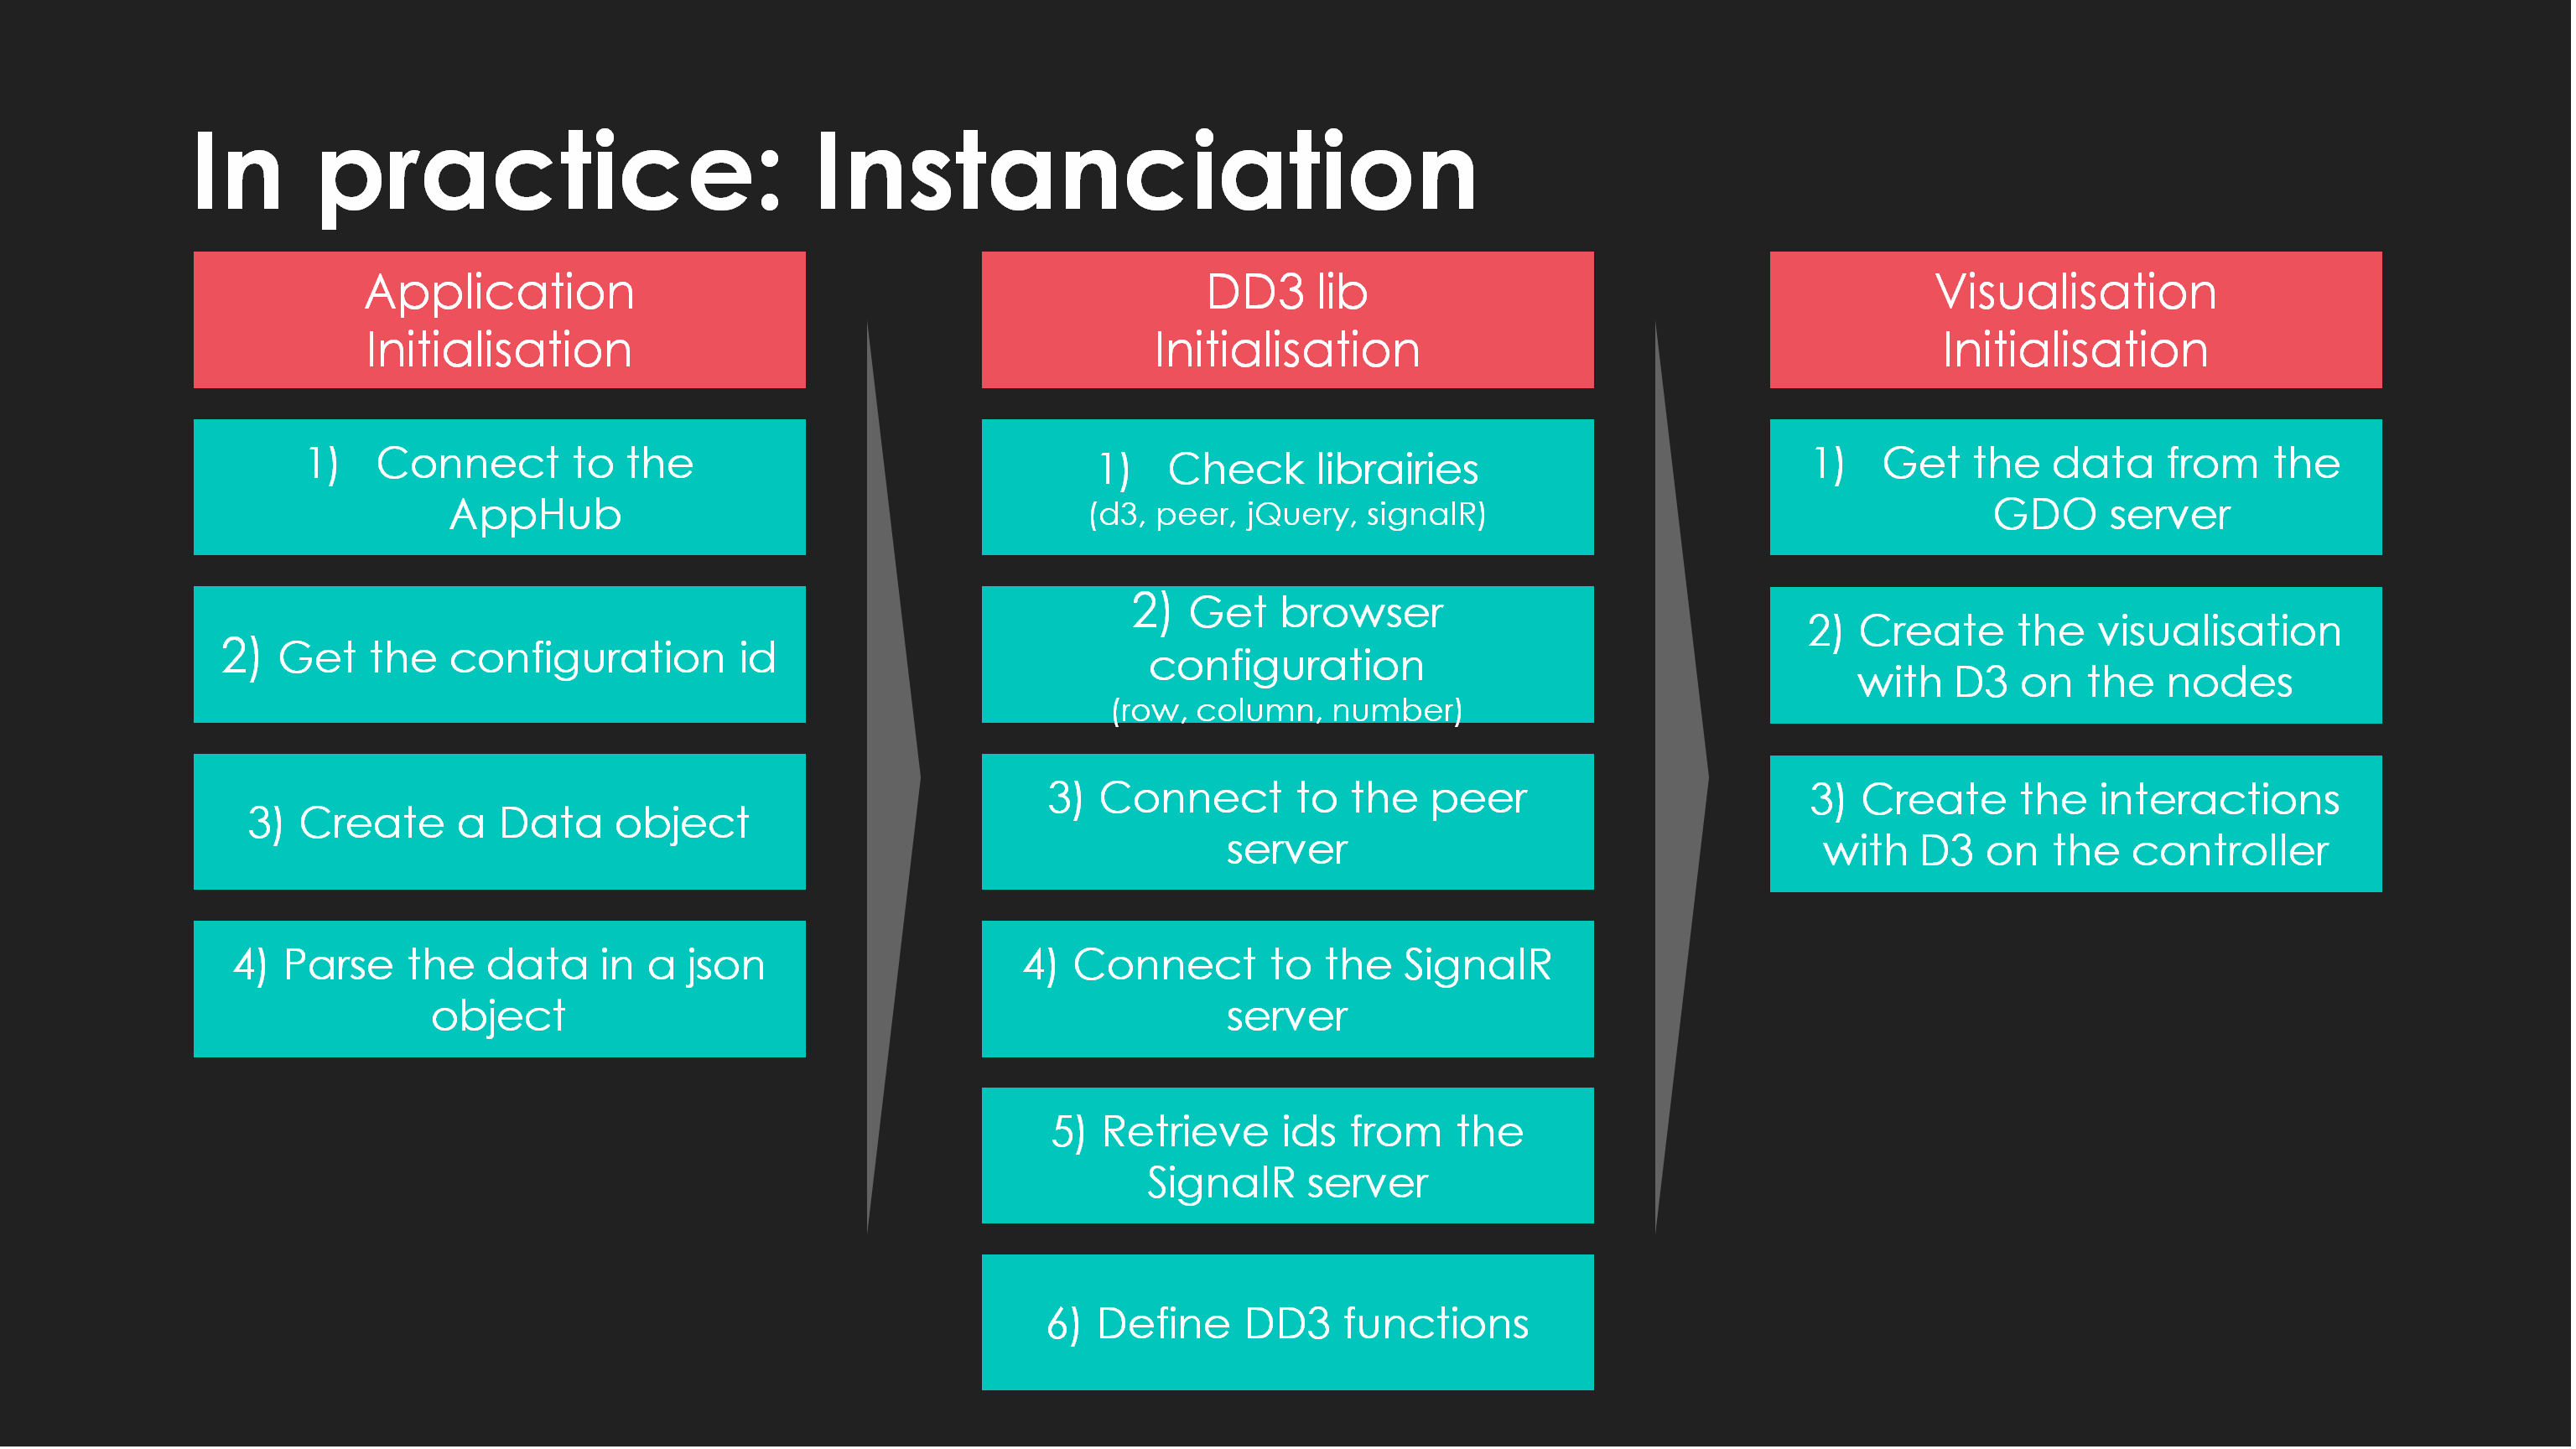 In practice: Instanciation
Application
Initialisation
1) Connect to the
AppHub
2) Get the configuration id
3) Create a Data object
4) Parse the data in a json
object
DD3 lib
Initialisation
1) Check librairies
(d3, peer, jQuery, signalR)
2) Get browser
configuration
(row, column, number)
3) Connect to the peer
server
4) Connect to the SignalR
server
5) Retrieve ids from the
SignalR server
6) Define DD3 functions
Visualisation
Initialisation
1) Get the data from the
GDO server
2) Create the visualisation
with D3 on the nodes
3) Create the interactions
with D3 on the controller